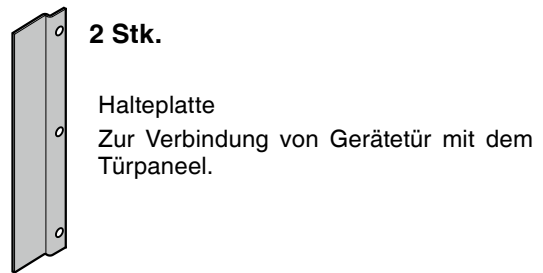 2 Stk.
Halteplatte
Zur Verbindung von Gerätetür mit dem
Türpaneel.